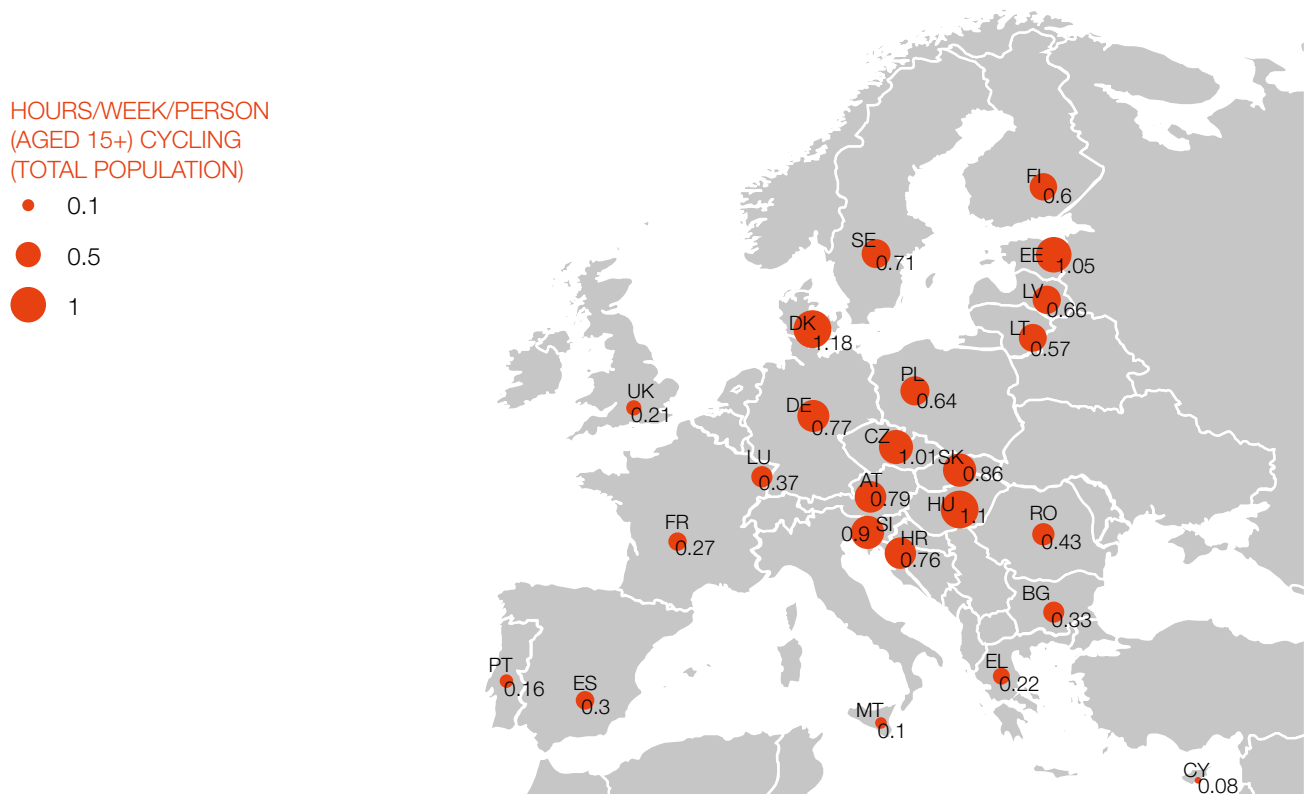 HOURS/WEEK/PERSON
(AGED 15+) CYCLING
(TOTAL POPULATION)
0.1
0.5
1
FI
0.6
SE
0.71
EE
1.05
LV
0.66
LT
0.57
DK
1.18
PL
0.64
UK
0.21
DE
0.77
CZ
1.01
SK
0.86
LU
0.37
AT
0.79
HU
1.1
SI
0.9
HR
0.76
RO
0.43
FR
0.27
BG
0.33
PT
0.16
ES
0.3
EL
0.22
MT
0.1
CY
0.08